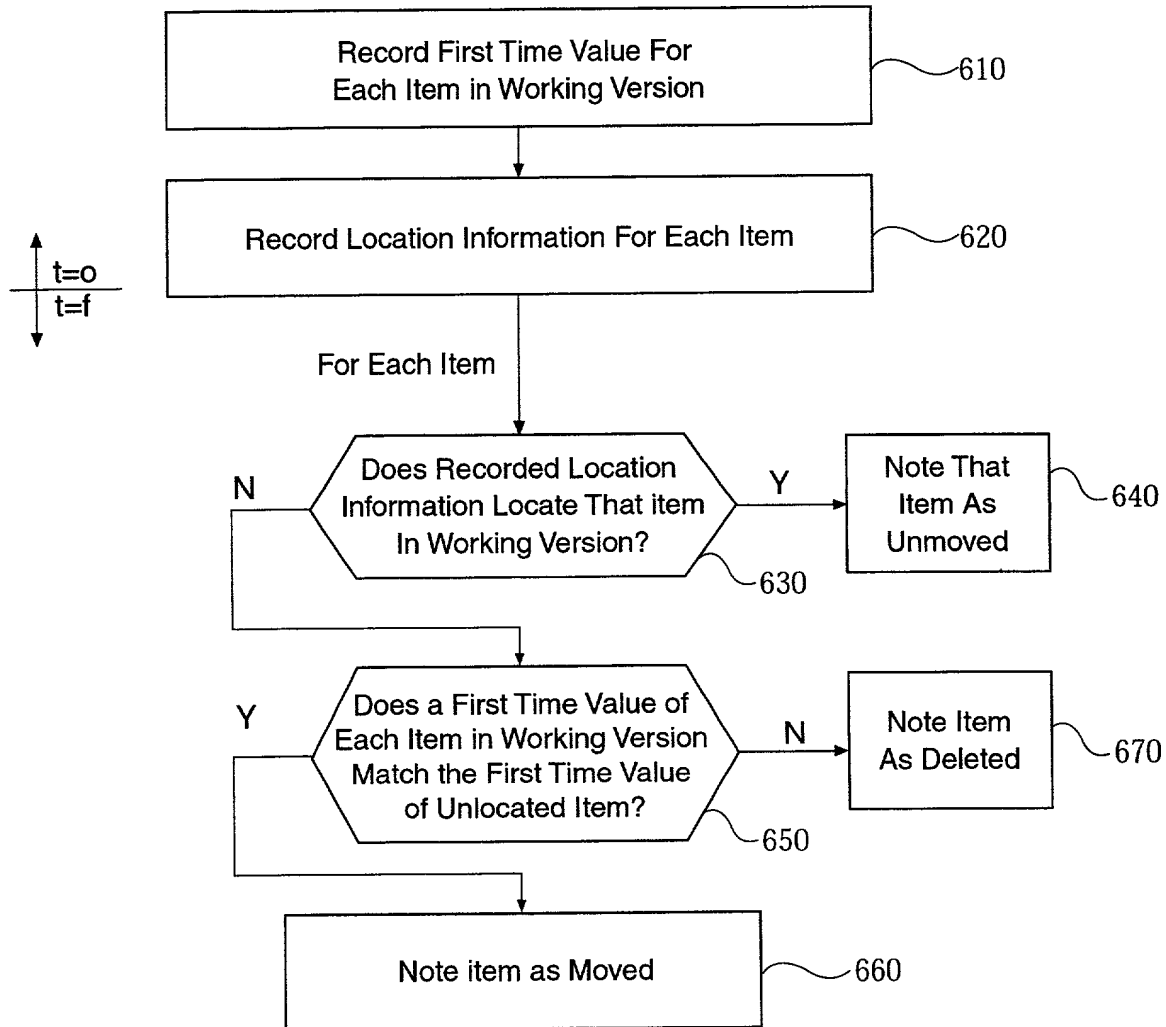 Record First Time Value For
Each Item in Working Version
610
Record Location Information For Each Item
620
t=o
t=f
For Each Item
Does Recorded Location
Information Locate That item
In Working Version?
630
N
Y
Note That
Item As
Unmoved
640
Does a First Time Value of
Each Item in Working Version
Match the First Time Value
of Unlocated Item?
650
Y
N
Note Item
As Deleted
670
Note item as Moved
660